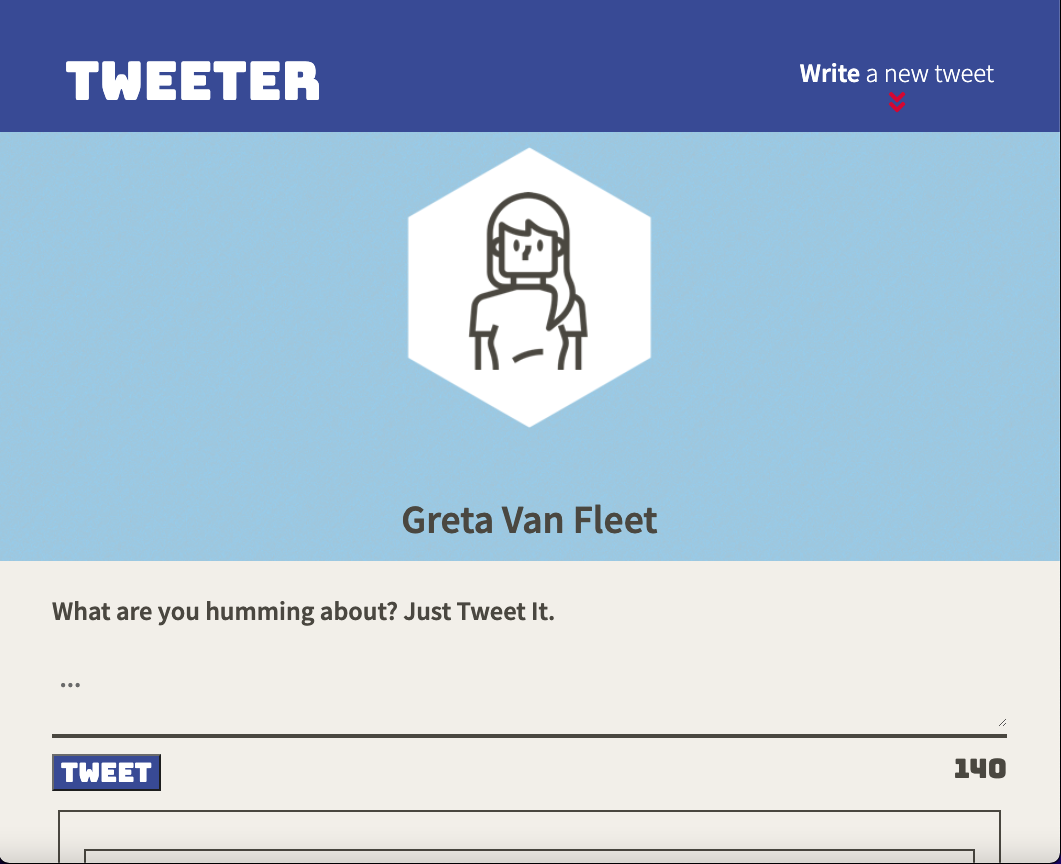 TWEETER
Write a new tweet
Greta Van Fleet
What are you humming about? Just Tweet It.
...
TWEET
140